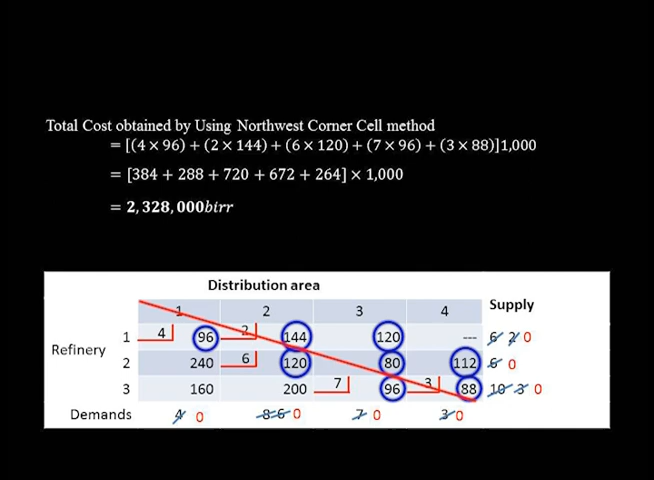 Total Cost obtained by Using Northwest Corner Cell method
= [(4 × 96) + (2 × 144) + (6 × 120) + (7 × 96) + (3 × 88)]1,000
= [384 + 288 + 720 + 672 + 264] × 1,000
= 2,328,000birr
Distribution area
1 2 3 4 Supply
Refinery
1 4 96 2 144 120 --- 6 2 0
2 240 6 120 80 112 6 0
3 160 200 7 96 3 88 10 3 0
Demands 4 0 8 6 0 7 0 3 0